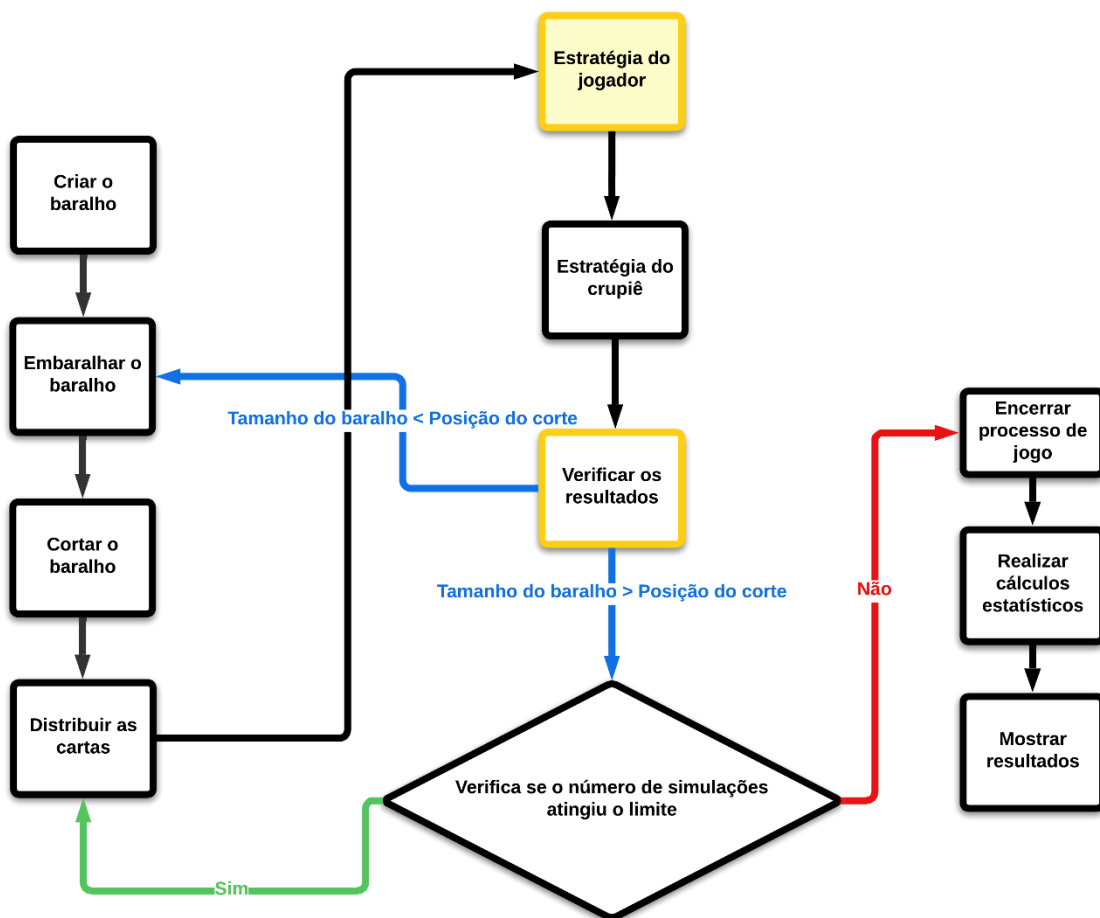 Estratégia do
jogador
Criar o
baralho
Estratégia do
crupiê
Embaralhar o
baralho
Tamanho do baralho < Posição do corte
Encerrar
processo de
jogo
Verificar os
resultados
Cortar o
baralho
Tamanho do baralho > Posição do corte
Não
Realizar
cálculos
estatísticos
Distribuir as
cartas
Mostrar
resultados
Verifica se o número de simulações
atingiu o limite
Sim